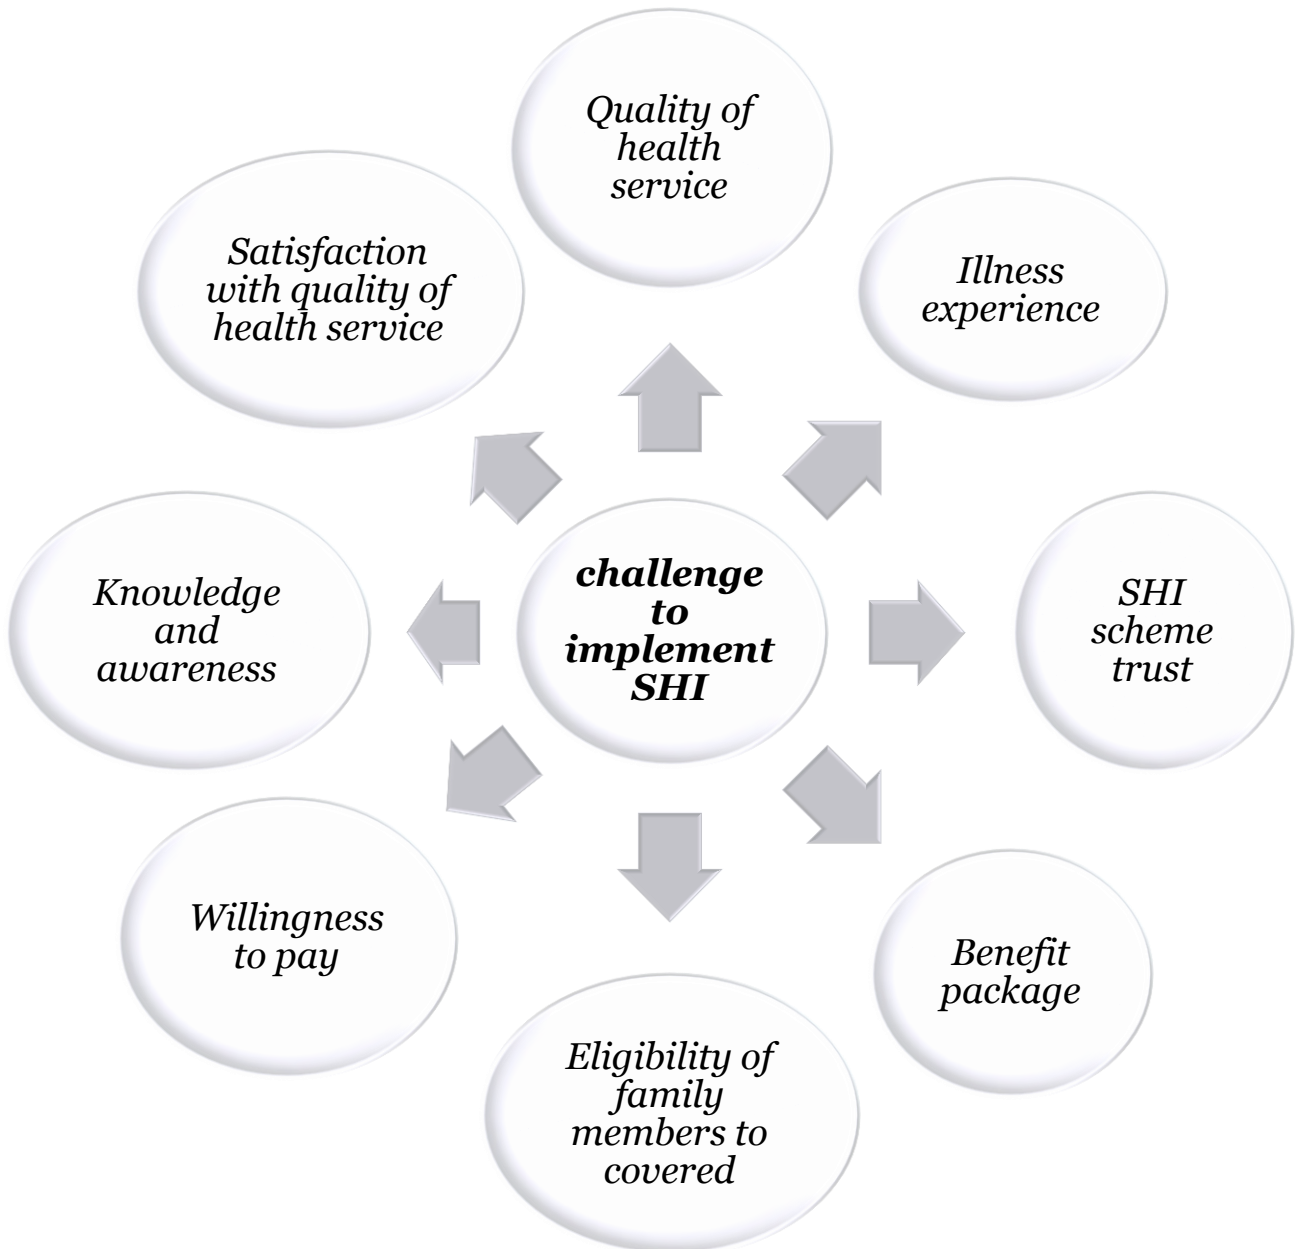 Quality of
health
service
Illness
experience
SHI
scheme
trust
Benefit
package
Eligibility of
family
members to
covered
Willingness
to pay
Knowledge
and
awareness
Satisfaction
with quality of
health service
challenge
to
implement
SHI